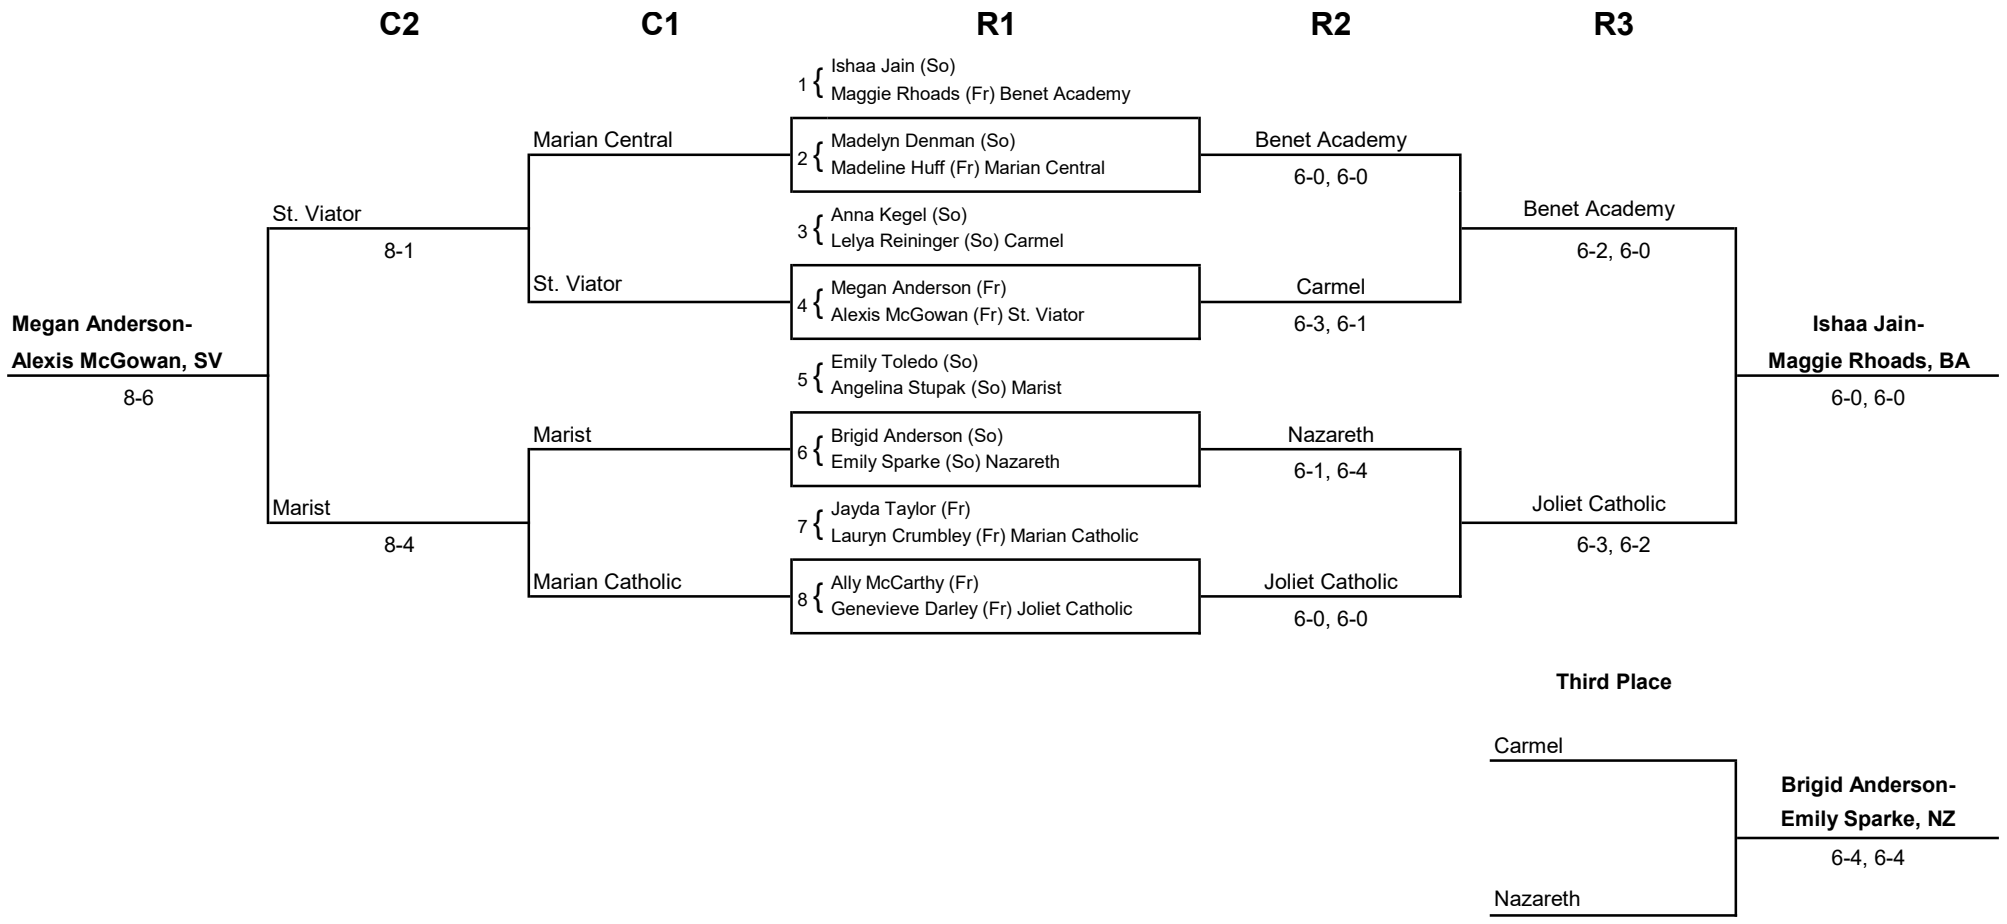 C2 C1 R1 R2 R3
Ishaa Jain (So)
1 { Maggie Rhoads (Fr) Benet Academy
Marian Central
Madelyn Denman (So)
2 { Madeline Huff (Fr) Marian Central
Benet Academy
6-0, 6-0
St. Viator
8-1
Anna Kegel (So)
3 { Lelya Reininger (So) Carmel
Benet Academy
6-2, 6-0
St. Viator
Megan Anderson (Fr)
4 { Alexis McGowan (Fr) St. Viator
Carmel
6-3, 6-1
Megan Anderson-
Alexis McGowan, SV
8-6
Emily Toledo (So)
5 { Angelina Stupak (So) Marist
Ishaa Jain-
Maggie Rhoads, BA
6-0, 6-0
Marist
Brigid Anderson (So)
6 { Emily Sparke (So) Nazareth
Nazareth
6-1, 6-4
Marist
8-4
Jayda Taylor (Fr)
7 { Lauryn Crumbley (Fr) Marian Catholic
Joliet Catholic
6-3, 6-2
Marian Catholic
Ally McCarthy (Fr)
8 { Genevieve Darley (Fr) Joliet Catholic
Joliet Catholic
6-0, 6-0
Third Place
Carmel
Brigid Anderson-
Emily Sparke, NZ
6-4, 6-4
Nazareth